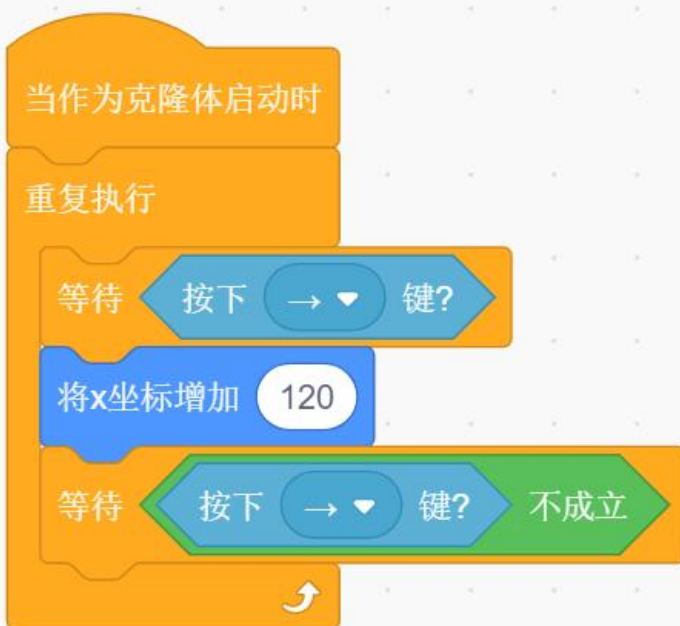 当作为克隆体启动时
重复执行
等待 按下 → 键?
将x坐标增加 120
等待 按下 → 键? 不成立